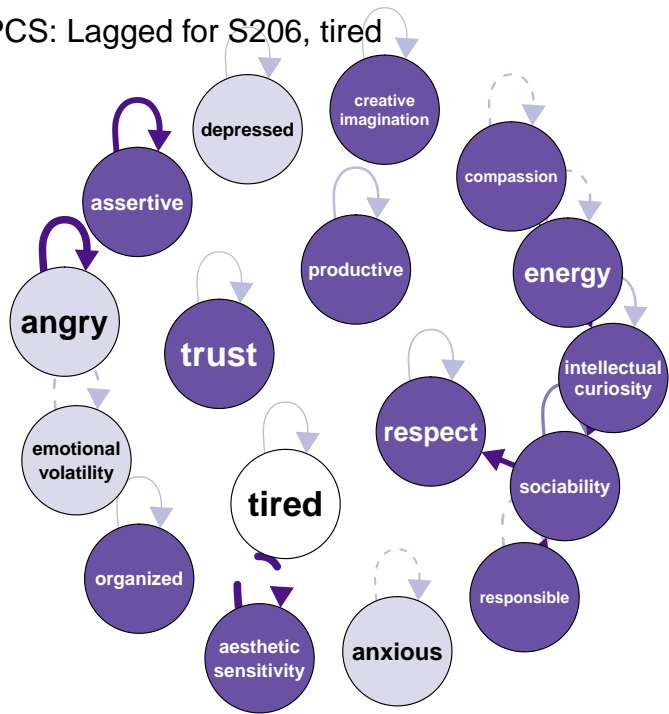 PCS: Lagged for S206, tired
creative
imagination
depressed
compassion
assertive
productive
energy
angry
trust
intellectual
curiosity
respect
emotional
volatility
sociability
tired
organized
responsible
aesthetic
sensitivity
anxious